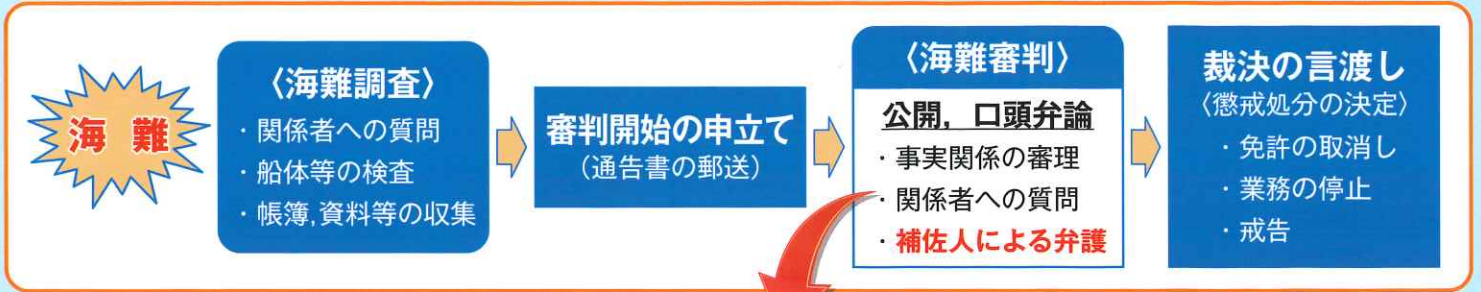 海 難
〈海難調査〉
・関係者への質問
・船体等の検査
・帳簿,資料等の収集
審判開始の申立て
（通告書の郵送）
〈海難審判〉
公開，口頭弁論
・事実関係の審理
・関係者への質問
・補佐人による弁護
裁決の言渡し
〈懲戒処分の決定〉
・免許の取消し
・業務の停止
・戒告